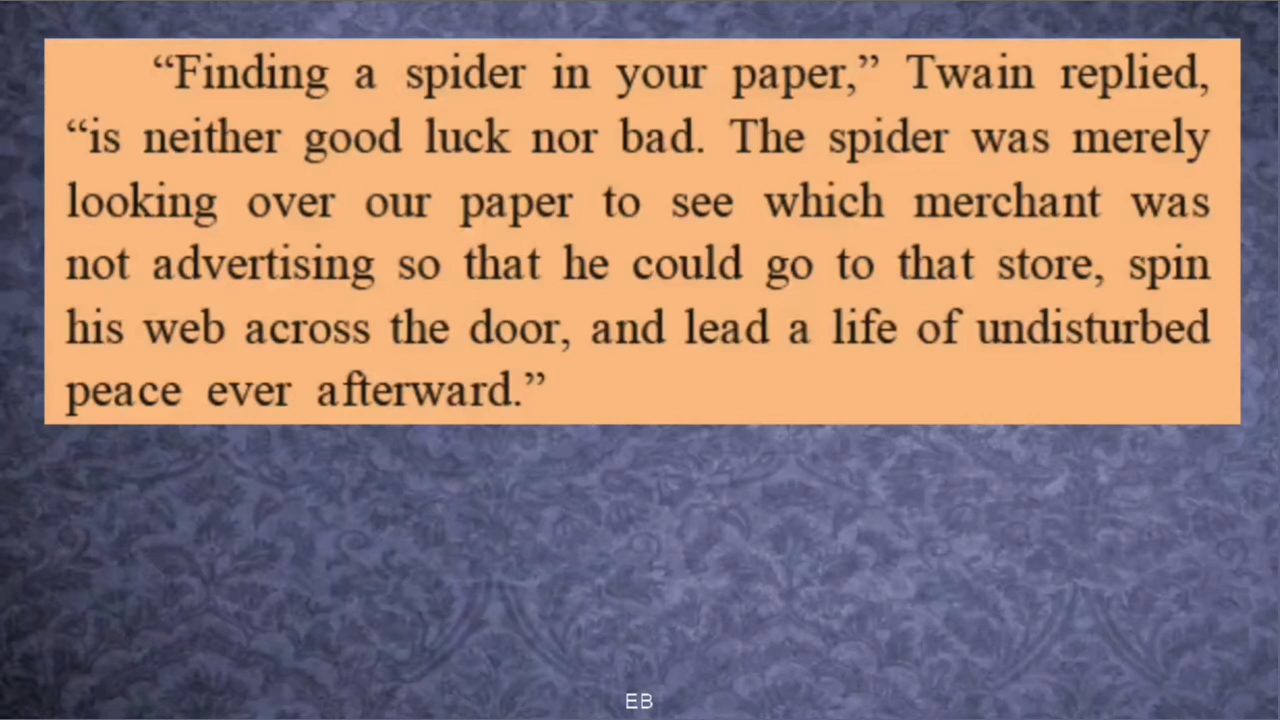 “Finding a spider in your paper,” Twain replied,
“is neither good luck nor bad. The spider was merely
looking over our paper to see which merchant was
not advertising so that he could go to that store, spin
his web across the door, and lead a life of undisturbed
peace ever afterward.”
EB